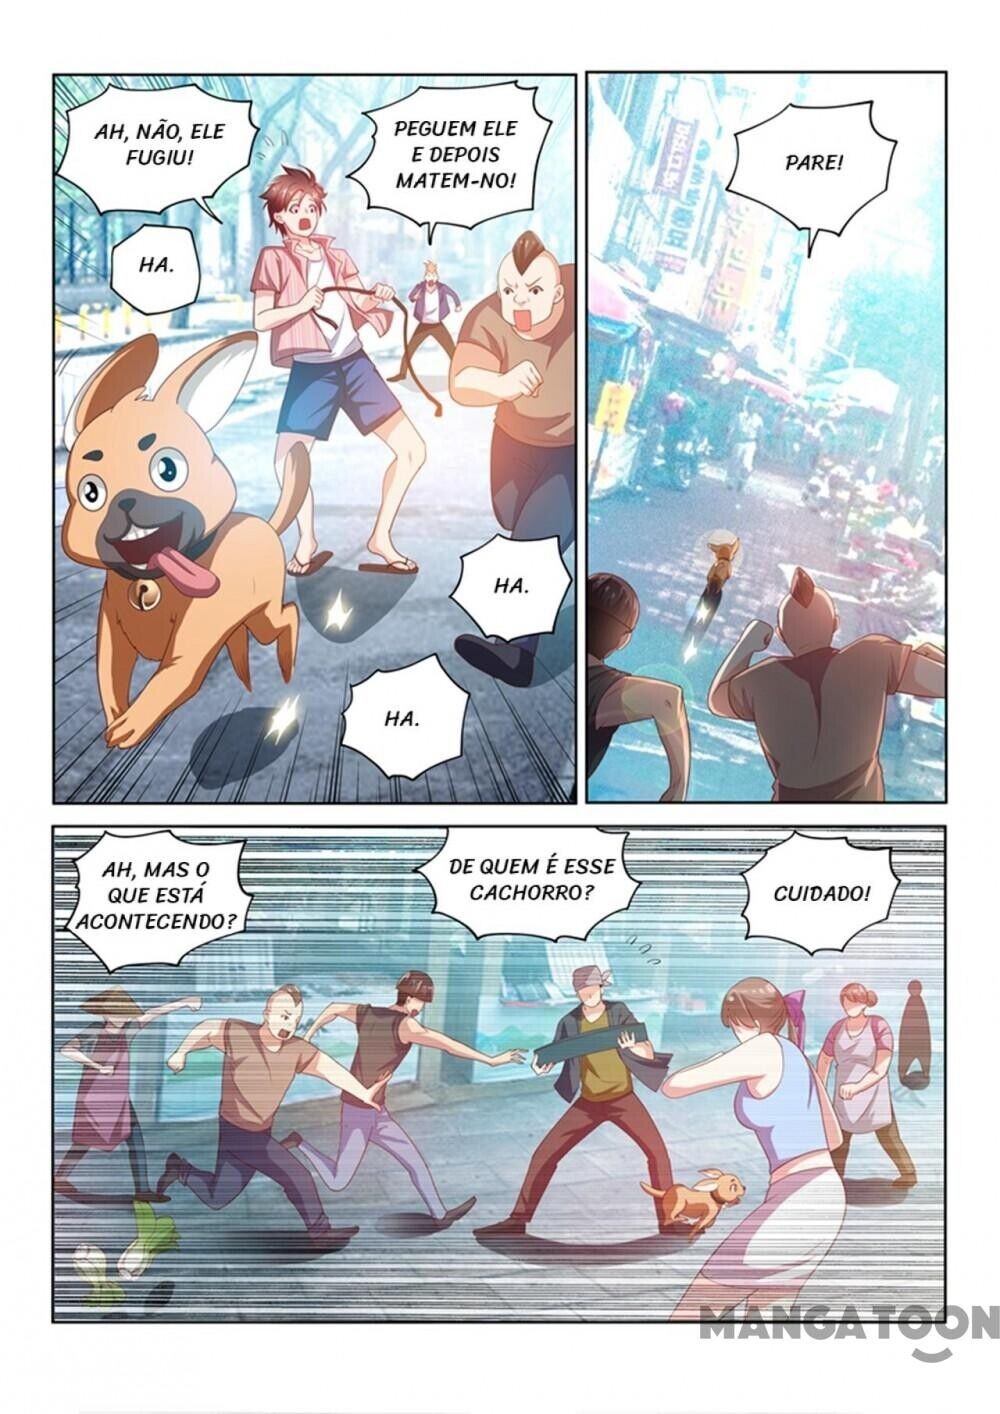 AH, NÃO, ELE
FUGIU!
PEGUEM ELE
E DEPOIS
MATEM-NO!
HA.
HA.
HA.
PARE!
AH, MAS O
QUE ESTÁ
ACONTECENDO?
DE QUEM É ESSE
CACHORRO?
CUIDADO!
MANGATOON